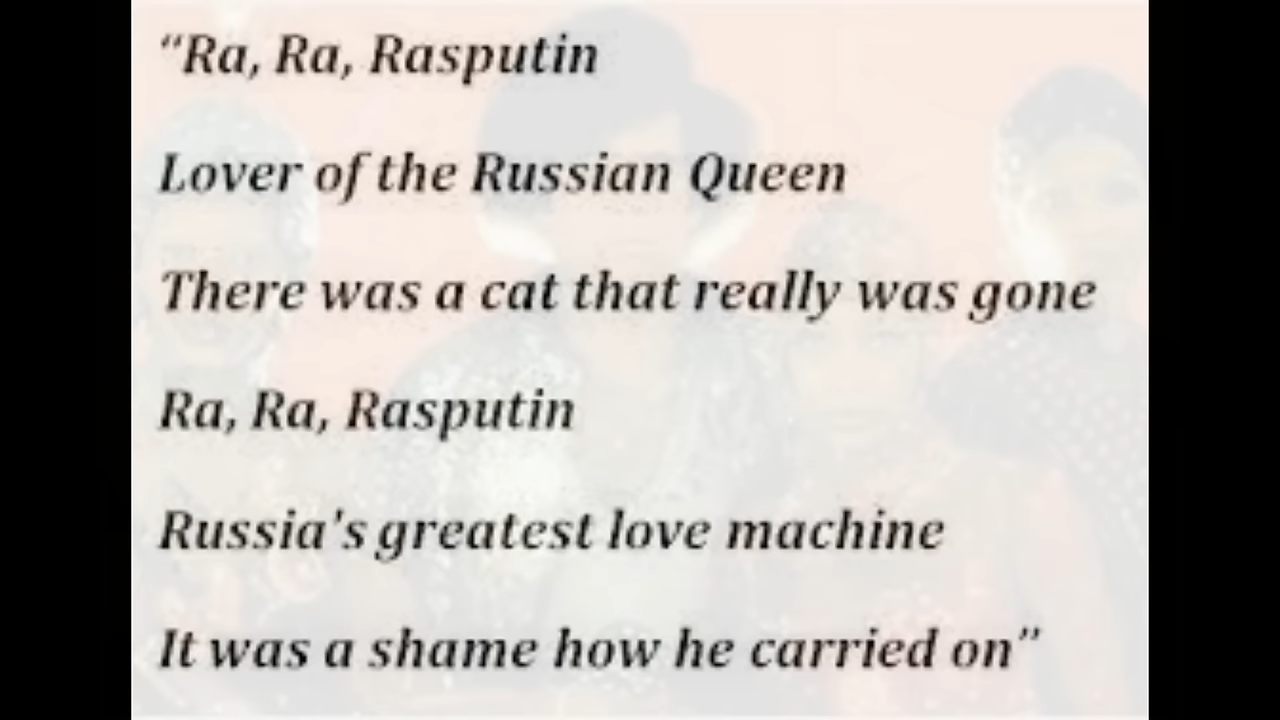 “Ra, Ra, Rasputin
Lover of the Russian Queen
There was a cat that really was gone
Ra, Ra, Rasputin
Russia's greatest love machine
It was a shame how he carried on”